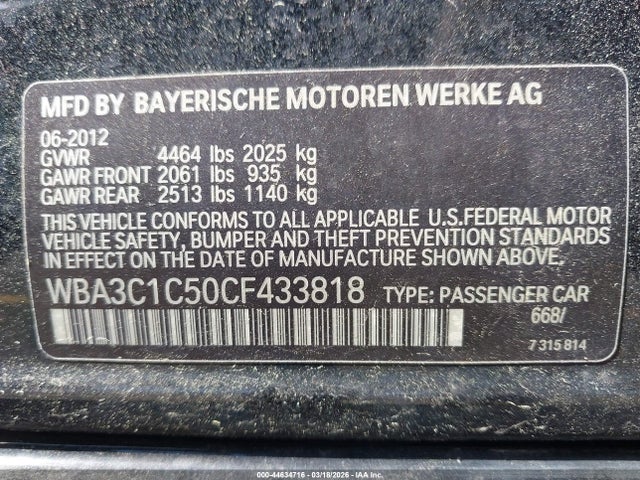 MFD BY BAYERISCHE MOTOREN WERKE AG
06-2012
GVWR 4464 lbs 2025 kg
GAWR FRONT 2061 lbs 935 kg
GAWR REAR 2513 lbs 1140 kg
THIS VEHICLE CONFORMS TO ALL APPLICABLE U.S.FEDERAL MOTOR
VEHICLE SAFETY, BUMPER AND THEFT PREVENTION STANDARDS
IN EFFECT ON THE DATE OF MANUFACTURE SHOWN ABOVE.
WBA3C1C50CF433818 TYPE: PASSENGER CAR
668/
7 315 814
000-44634716 | 03/18/2026 | Copyright IAA, Inc.